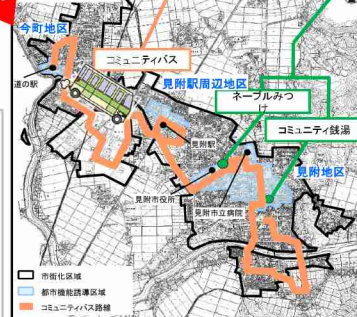 今町地区
コミュニティバス
道の駅
見附駅周辺地区
ネーブルみつ
け
コミュニティ銭湯
見附駅
見附地区
見附市役所
見附市立病院
市街化区域
都市機能誘導区域
コミュニティバス路線